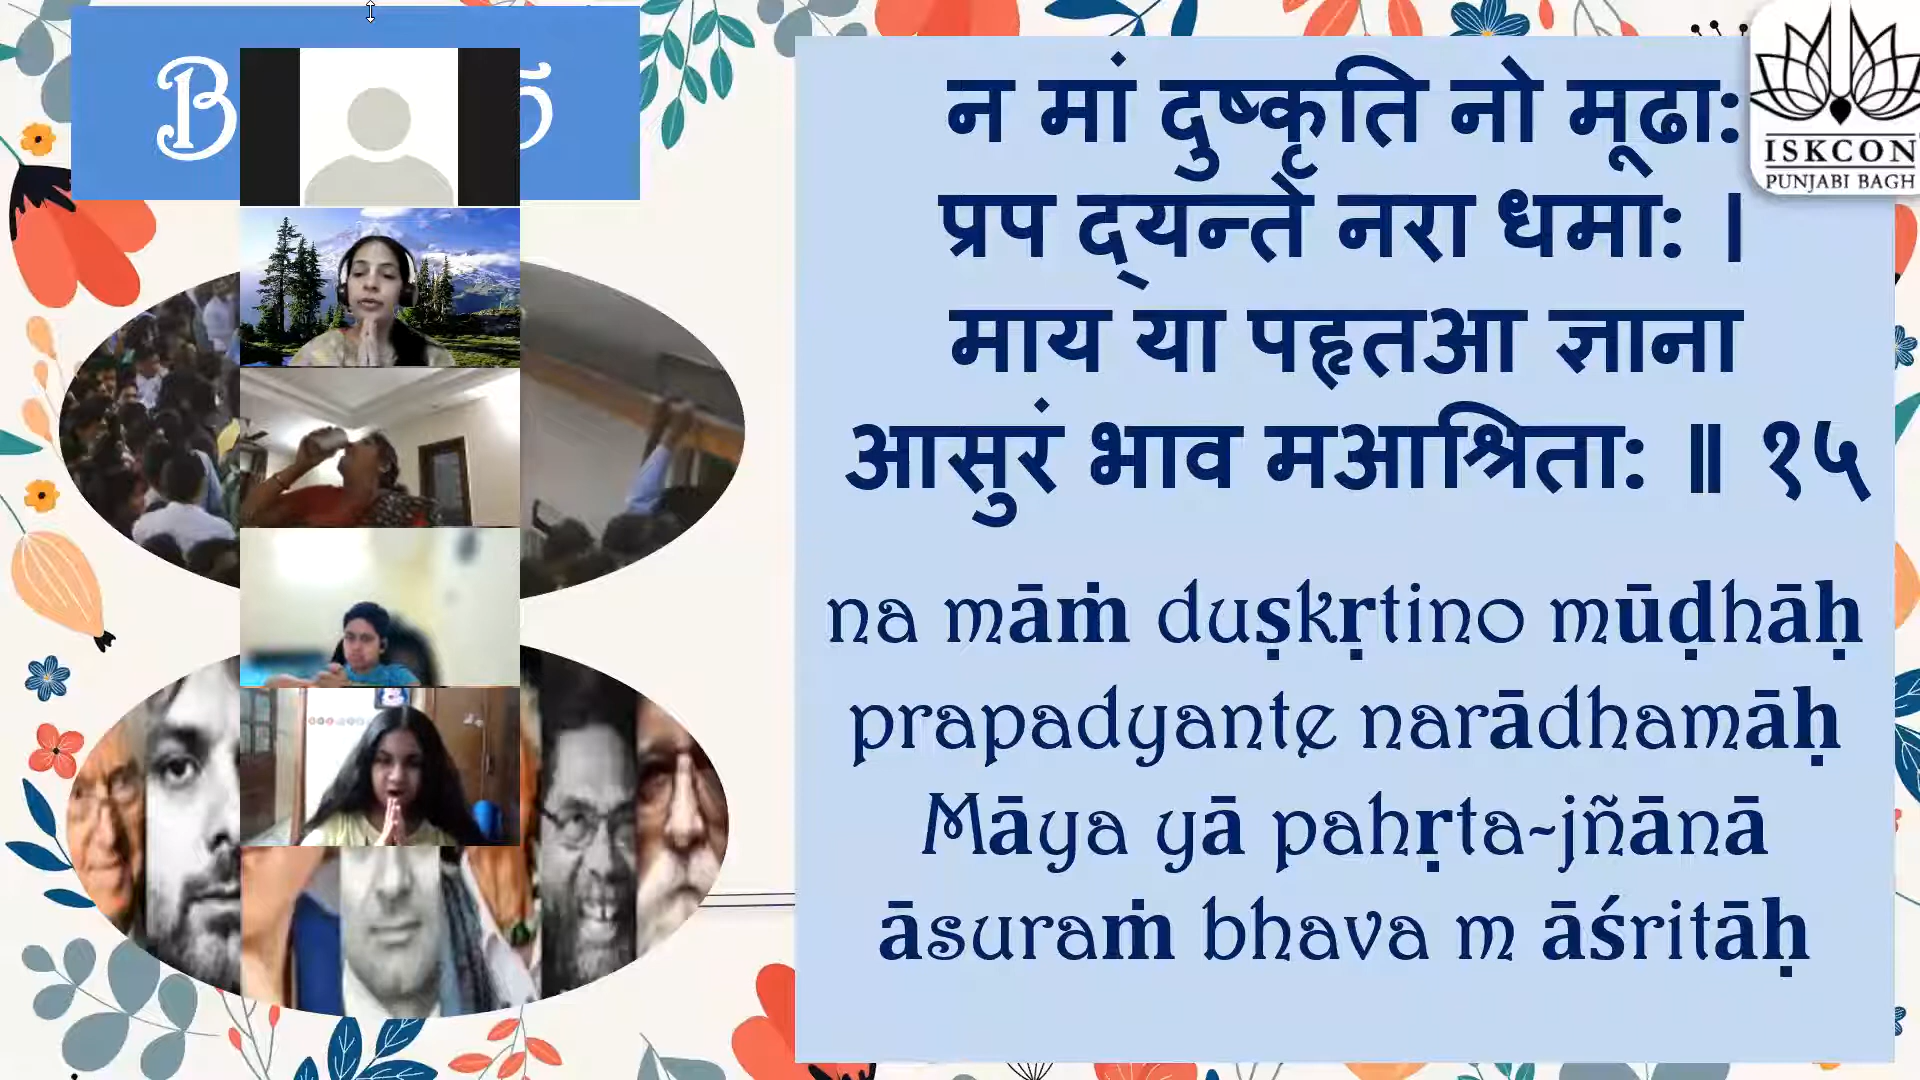 न मां दुष्कृति नो मूढा:
प्रप द्यन्ते नरा धमा: ।
माय या पहृतआ ज्ञाना
आसुरं भाव मआश्रिता: ॥ १५
na māṁ duṣkṛtino mūḍhāḥ
prapadyante narādhamāḥ
Māya yā pahṛta-jñānā
āsuraṁ bhava m āśritāḥ
ISKCON
PUNJABI BAGH